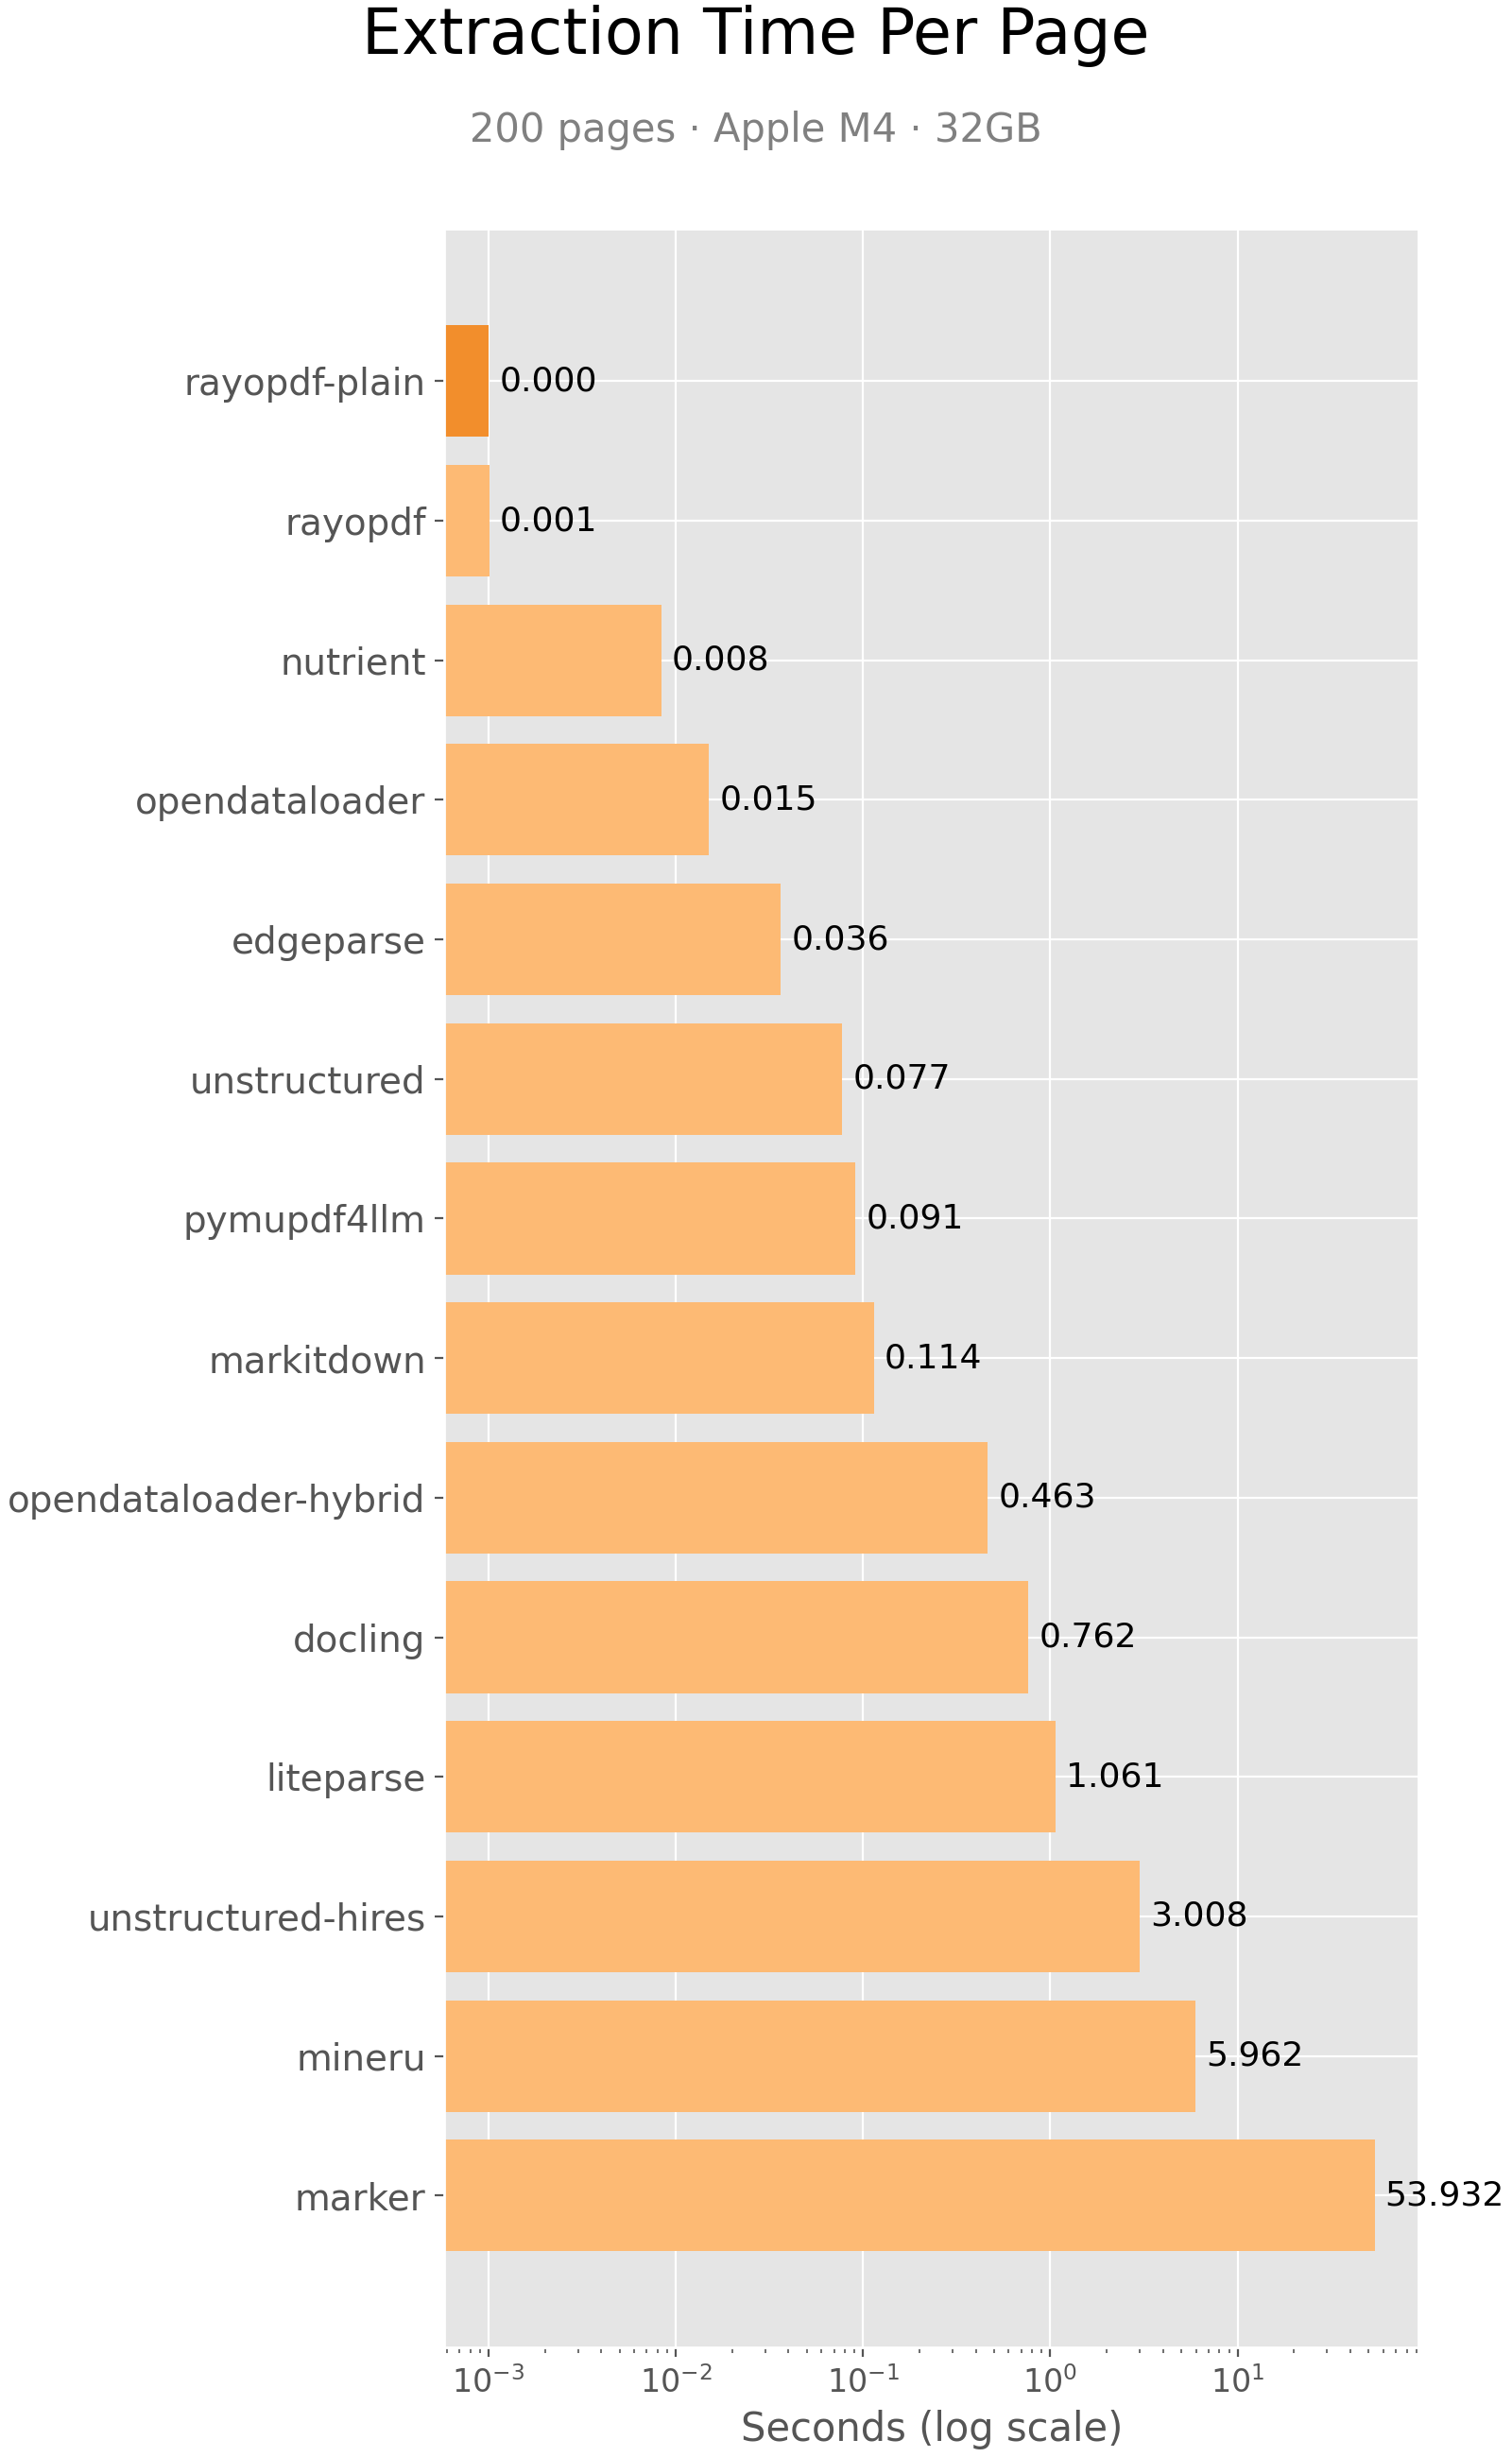 Extraction Time Per Page
200 pages · Apple M4 · 32GB
rayopdf-plain 0.000
rayopdf 0.001
nutrient 0.008
opendataloader 0.015
edgeparse 0.036
unstructured 0.077
pymupdf4llm 0.091
markitdown 0.114
opendataloader-hybrid 0.463
docling 0.762
liteparse 1.061
unstructured-hires 3.008
mineru 5.962
marker 53.932
10⁻³ 10⁻² 10⁻¹ 10⁰ 10¹
Seconds (log scale)